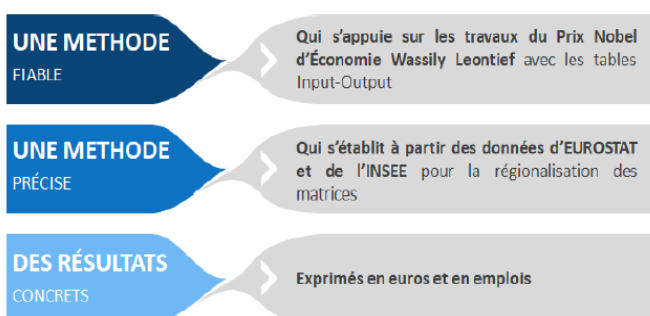 UNE METHODE
FIABLE
Qui s'appuie sur les travaux du Prix Nobel
d'Économie Wassily Leontief avec les tables
Input-Output
UNE METHODE
PRÉCISE
Qui s'établit à partir des données d'EUROSTAT
et de l'INSEE pour la régionalisation des
matrices
DES RÉSULTATS
CONCRETS
Exprimés en euros et en emplois